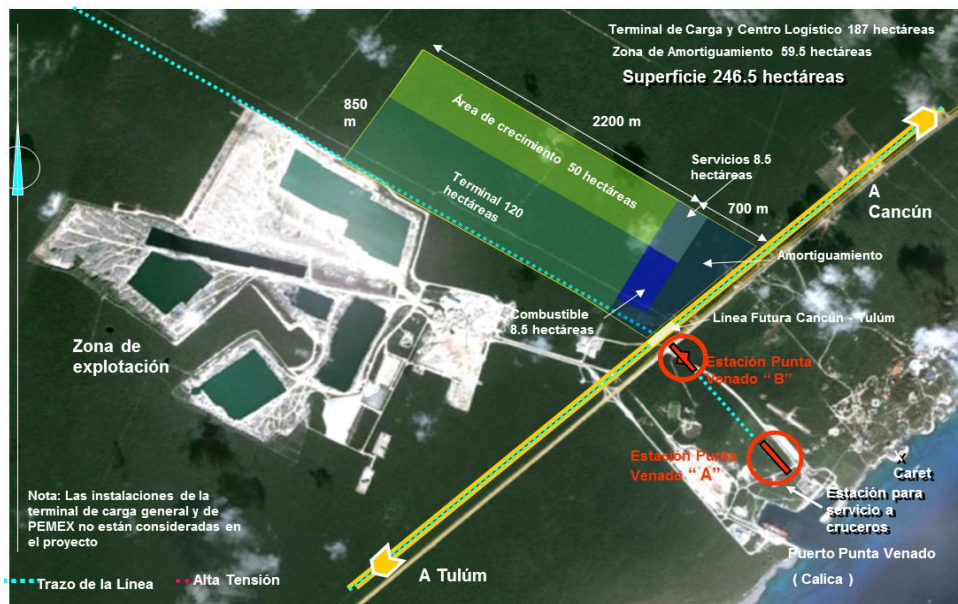 Terminal de Carga y Centro Logístico 187 hectáreas
Zona de Amortiguamiento 59.5 hectáreas
Superficie 246.5 hectáreas
850
m
2200 m
Área de crecimiento 50 hectáreas
Servicios 8.5
hectáreas
Terminal 120
hectáreas
700 m
A
Cancún
Amortiguamiento
Combustible
8.5 hectáreas
Línea Futura Cancún - Tulúm
Zona de
explotación
Estación Punta
Venado “ B”
Estación Punta
Venado “ A”
X
Caret
Estación para
servicio a
cruceros
Nota: Las instalaciones de la
terminal de carga general y de
PEMEX no están consideradas en
el proyecto
Puerto Punta Venado
( Calica )
A Tulúm
Trazo de la Línea
Alta Tensión